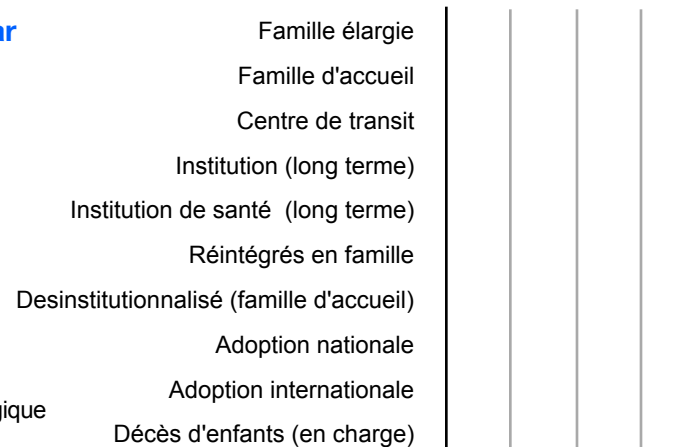 Famille élargie
Famille d'accueil
Centre de transit
Institution (long terme)
Institution de santé (long terme)
Réintégrés en famille
Desinstitutionnalisé (famille d'accueil)
Adoption nationale
Adoption internationale
Décès d'enfants (en charge)